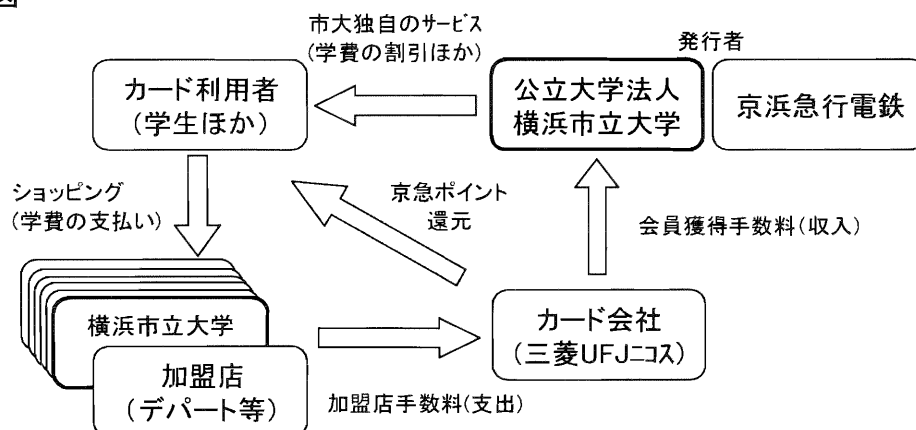 市大独自のサービス
(学費の割引ほか)
発行者
カード利用者
(学生ほか)
公立大学法人
横浜市立大学
京浜急行電鉄
ショッピング
(学費の支払い)
京急ポイント
還元
会員獲得手数料(収入)
横浜市立大学
カード会社
(三菱UFJニコス)
加盟店
(デパート等)
加盟店手数料(支出)